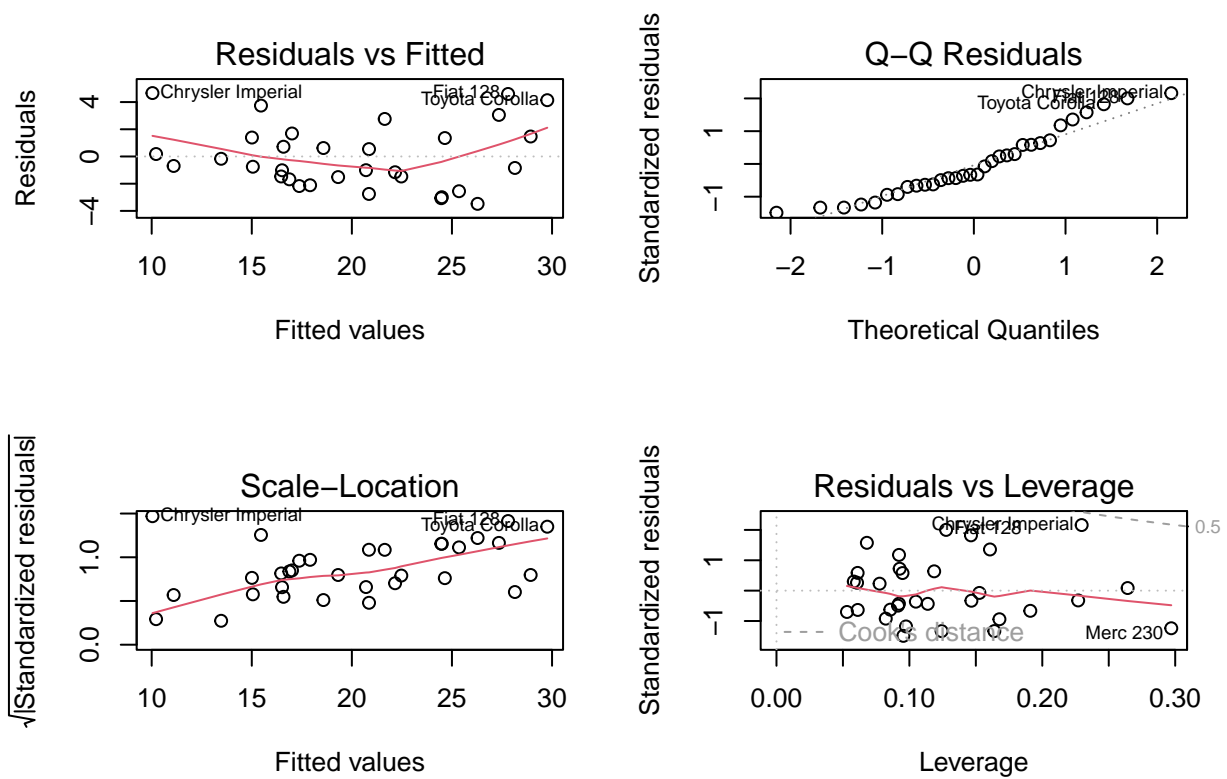 Residuals vs Fitted
Residuals
4
0
−4
Chrysler Imperial
Fiat 128
Toyota Corolla
10 15 20 25 30
Fitted values
Q−Q Residuals
Standardized residuals
1
−1
Chrysler Imperial
Fiat 128
Toyota Corolla
−2 −1 0 1 2
Theoretical Quantiles
Scale−Location
√|Standardized residuals|
1.0
0.0
Chrysler Imperial
Fiat 128
Toyota Corolla
10 15 20 25 30
Fitted values
Residuals vs Leverage
Standardized residuals
1
−1
Chrysler Imperial
Fiat 128
0.5
Cook's distance
Merc 230
0.00 0.10 0.20 0.30
Leverage